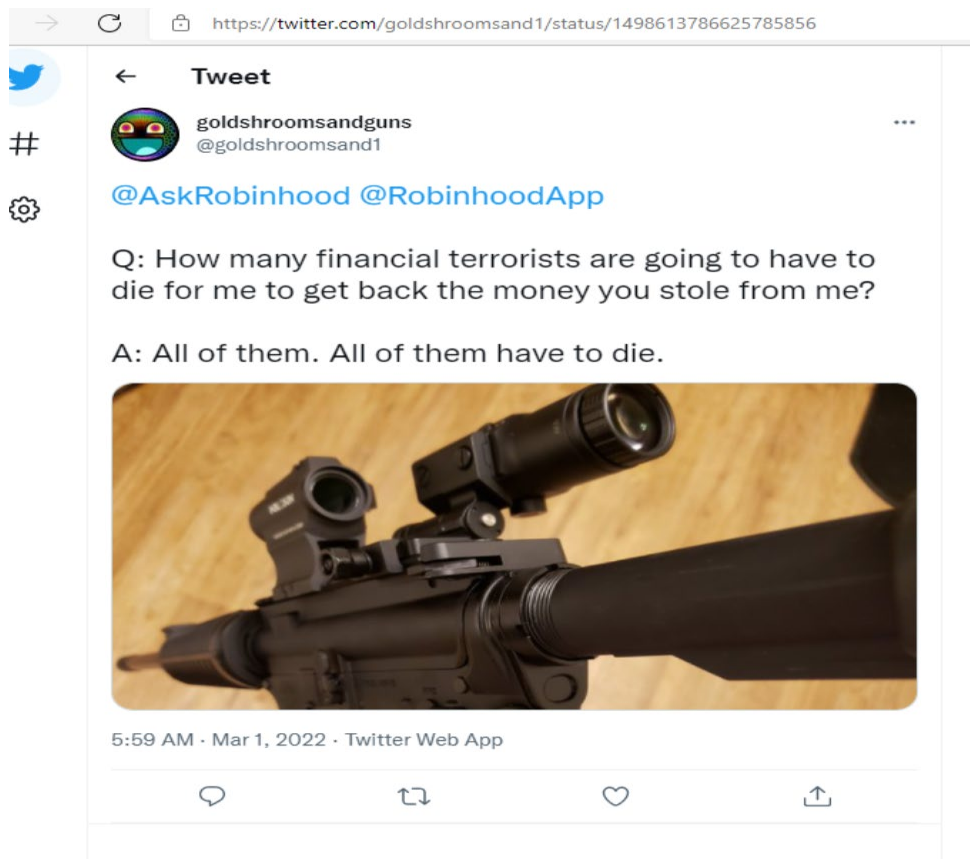 https://twitter.com/goldshroomsand1/status/1498613786625785856
Tweet
goldshroomsandguns
@goldshroomsand1
@AskRobinhood @RobinhoodApp
Q: How many financial terrorists are going to have to
die for me to get back the money you stole from me?
A: All of them. All of them have to die.
5:59 AM · Mar 1, 2022 · Twitter Web App